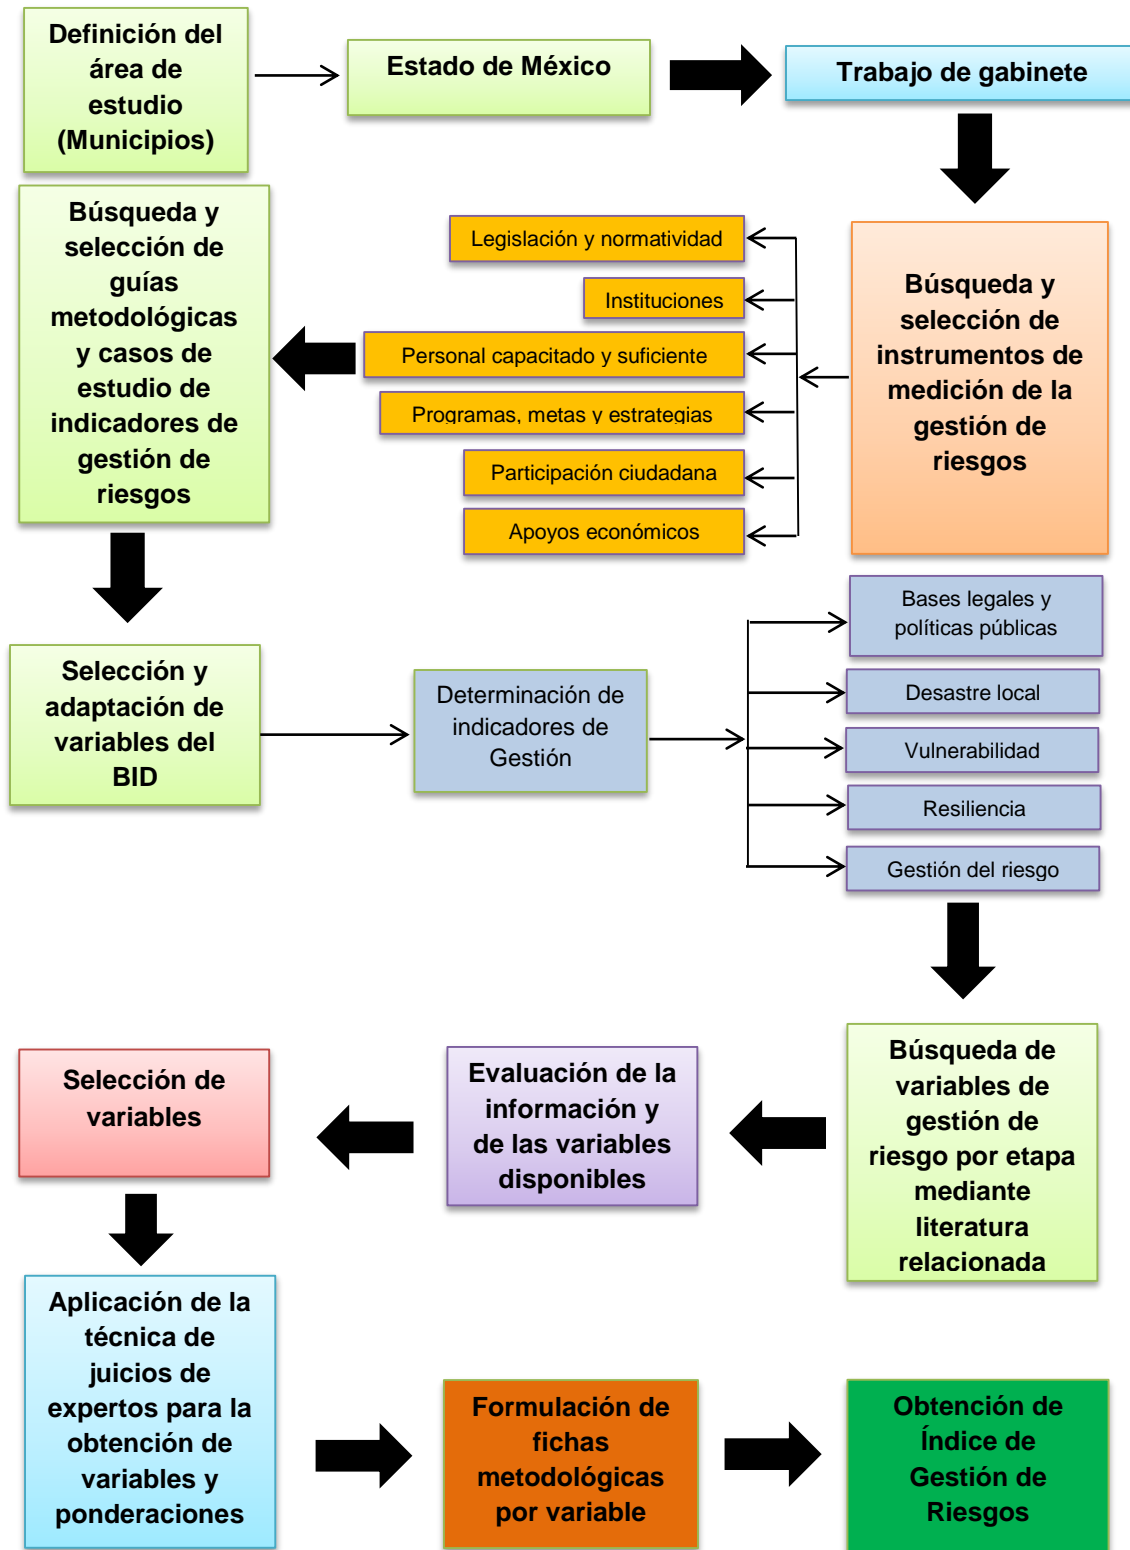 Definición del
área de
estudio
(Municipios)
Estado de México
Trabajo de gabinete
Búsqueda y
selección de
instrumentos de
medición de la
gestión de
riesgos
Legislación y normatividad
Instituciones
Personal capacitado y suficiente
Programas, metas y estrategias
Participación ciudadana
Apoyos económicos
Búsqueda y
selección de
guías
metodológicas
y casos de
estudio de
indicadores de
gestión de
riesgos
Selección y
adaptación de
variables del
BID
Determinación de
indicadores de
Gestión
Bases legales y
políticas públicas
Desastre local
Vulnerabilidad
Resiliencia
Gestión del riesgo
Búsqueda de
variables de
gestión de
riesgo por etapa
mediante
literatura
relacionada
Evaluación de la
información y
de las variables
disponibles
Selección de
variables
Aplicación de la
técnica de
juicios de
expertos para la
obtención de
variables y
ponderaciones
Formulación de
fichas
metodológicas
por variable
Obtención de
Índice de
Gestión de
Riesgos